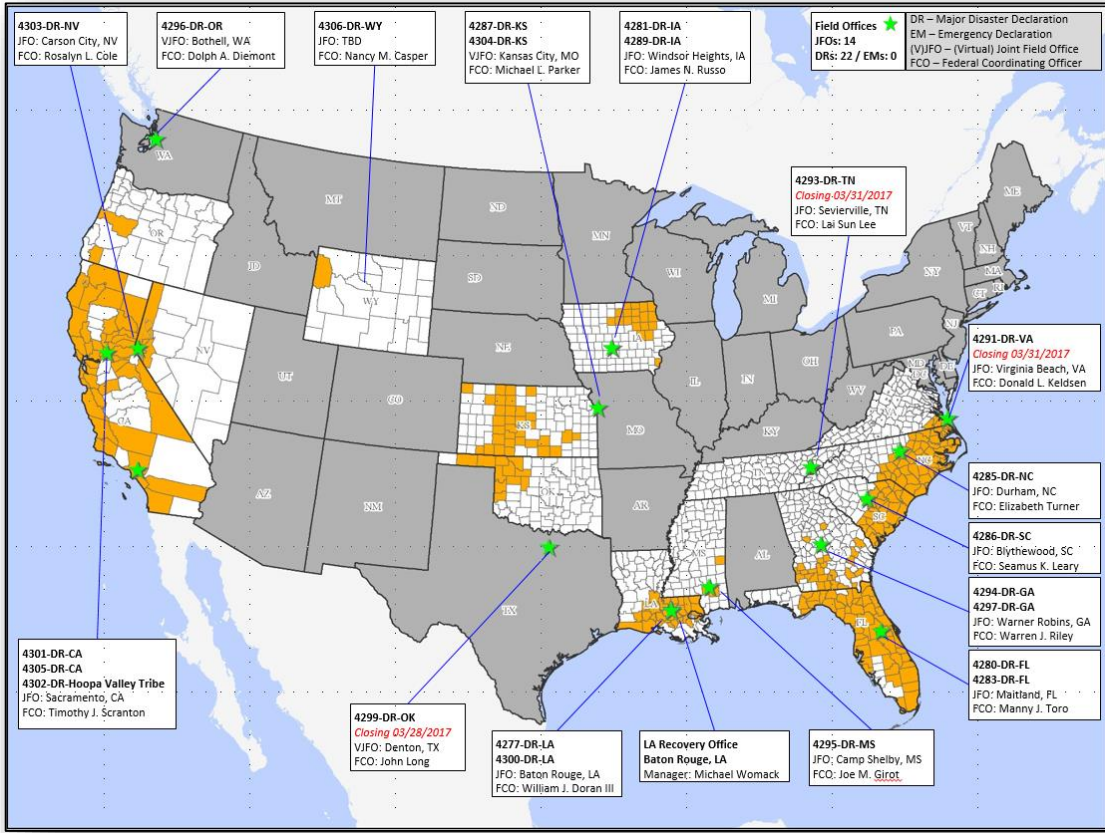 4303-DR-NV
JFO: Carson City, NV
FCO: Rosalyn L. Cole
4296-DR-OR
VJFO: Bothell, WA
FCO: Dolph A. Diemont
4306-DR-WY
JFO: TBD
FCO: Nancy M. Casper
4287-DR-KS
4304-DR-KS
VJFO: Kansas City, MO
FCO: Michael L. Parker
4281-DR-IA
4289-DR-IA
JFO: Windsor Heights, IA
FCO: James N. Russo
Field Offices
JFOs: 14
DRs: 22 / EMs: 0
DR – Major Disaster Declaration
EM – Emergency Declaration
(V)JFO – (Virtual) Joint Field Office
FCO – Federal Coordinating Officer
4293-DR-TN
Closing 03/31/2017
JFO: Sevierville, TN
FCO: Lai Sun Lee
WA
MT
ND
MN
ME
OR
ID
SD
WI
MI
VT
NH
NY
MA
CT
RI
WY
IA
PA
NJ
NV
NE
OH
MD
DE
UT
IL
IN
WV
CA
CO
KS
MO
KY
VA
NC
AZ
NM
OK
AR
SC
MS
AL
TX
LA
FL
4291-DR-VA
Closing 03/31/2017
JFO: Virginia Beach, VA
FCO: Donald L. Keldsen
4285-DR-NC
JFO: Durham, NC
FCO: Elizabeth Turner
4286-DR-SC
JFO: Blythewood, SC
FCO: Seamus K. Leary
4294-DR-GA
4297-DR-GA
JFO: Warner Robins, GA
FCO: Warren J. Riley
4280-DR-FL
4283-DR-FL
JFO: Maitland, FL
FCO: Manny J. Toro
4301-DR-CA
4305-DR-CA
4302-DR-Hoopa Valley Tribe
JFO: Sacramento, CA
FCO: Timothy J. Scranton
4299-DR-OK
Closing 03/28/2017
VJFO: Denton, TX
FCO: John Long
4277-DR-LA
4300-DR-LA
JFO: Baton Rouge, LA
FCO: William J. Doran III
LA Recovery Office
Baton Rouge, LA
Manager: Michael Womack
4295-DR-MS
JFO: Camp Shelby, MS
FCO: Joe M. Girot